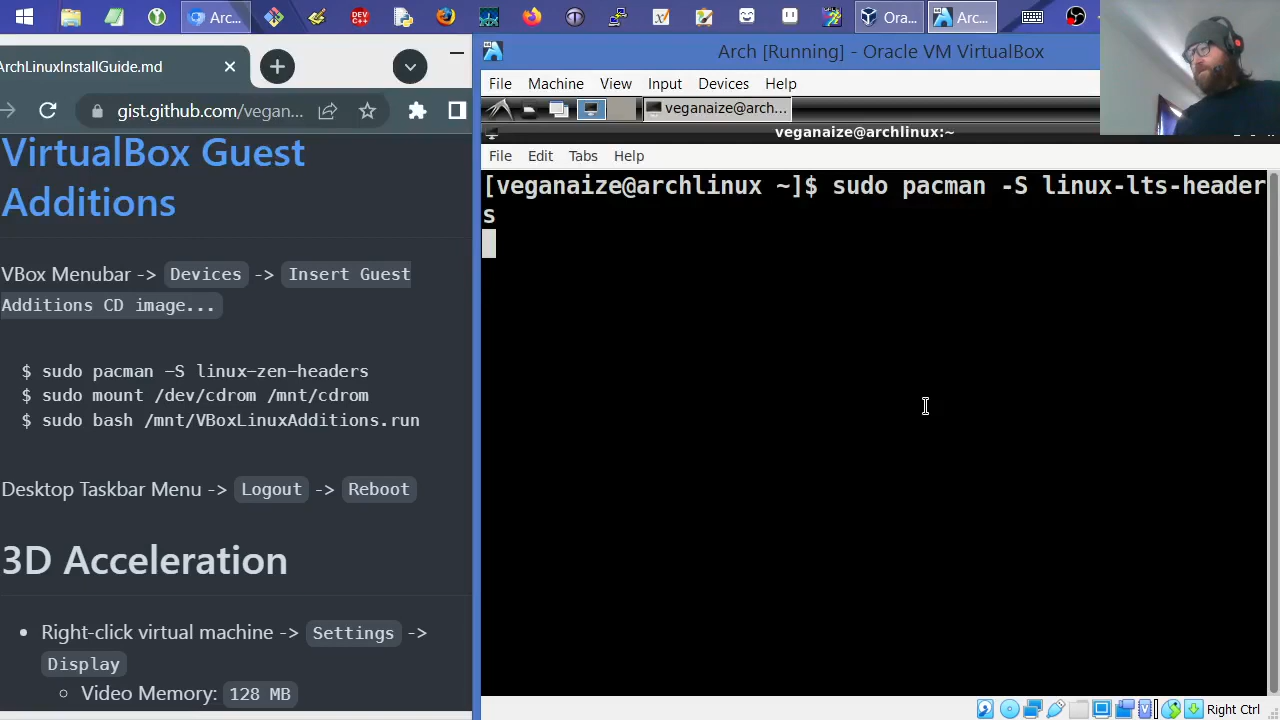 Arc...
Ora...
Arc...
ArchLinuxInstallGuide.md
gist.github.com/vegan...
VirtualBox Guest
Additions
VBox Menubar -> Devices -> Insert Guest
Additions CD image...
$ sudo pacman -S linux-zen-headers
$ sudo mount /dev/cdrom /mnt/cdrom
$ sudo bash /mnt/VBoxLinuxAdditions.run
Desktop Taskbar Menu -> Logout -> Reboot
3D Acceleration
• Right-click virtual machine -> Settings ->
Display
○ Video Memory: 128 MB
Arch [Running] - Oracle VM VirtualBox
File Machine View Input Devices Help
veganaize@arch...
veganaize@archlinux:~
File Edit Tabs Help
[veganaize@archlinux ~]$ sudo pacman -S linux-lts-header
s
Right Ctrl